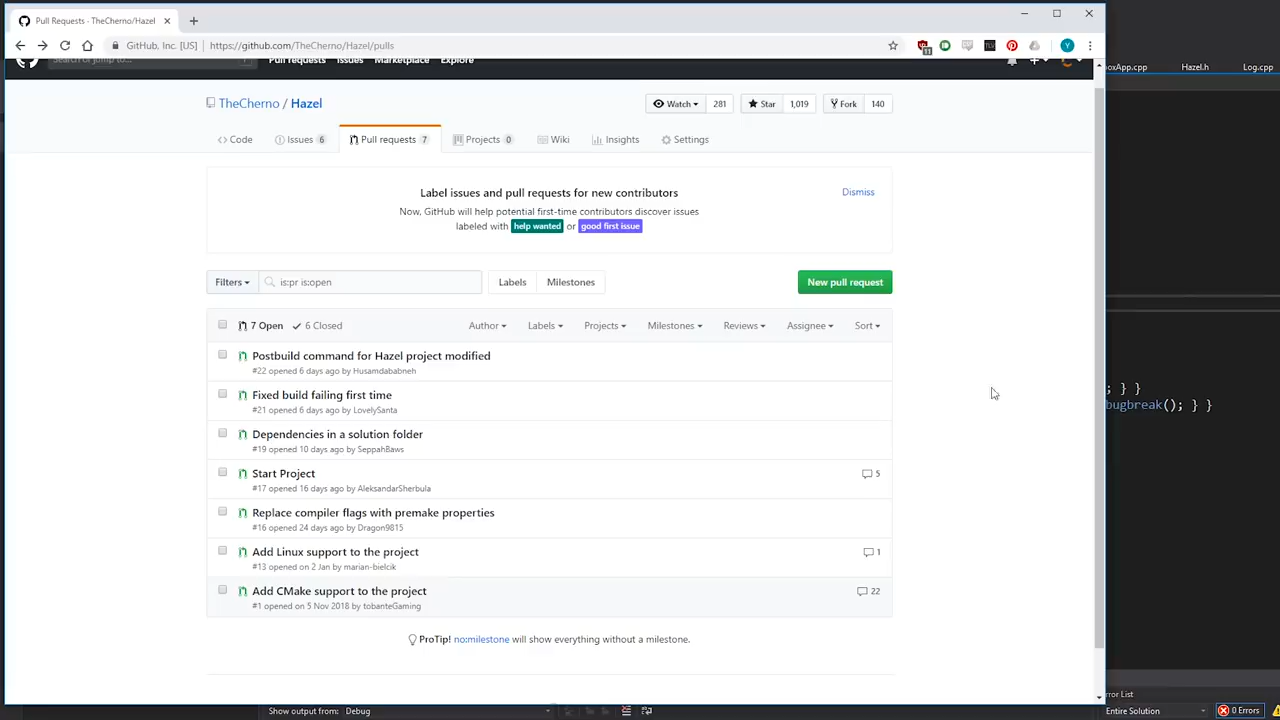 Pull Requests · TheCherno/Hazel
GitHub, Inc. [US] | https://github.com/TheCherno/Hazel/pulls
11
Y
Search or jump to...
Pull requests Issues Marketplace Explore
oxApp.cpp Hazel.h Log.cpp
TheCherno / Hazel
Watch 281 Star 1,019 Fork 140
Code Issues 6 Pull requests 7 Projects 0 Wiki Insights Settings
Label issues and pull requests for new contributors Dismiss
Now, GitHub will help potential first-time contributors discover issues
labeled with help wanted or good first issue
Filters is:pr is:open Labels Milestones New pull request
7 Open 6 Closed Author Labels Projects Milestones Reviews Assignee Sort
Postbuild command for Hazel project modified
#22 opened 6 days ago by Husamdababneh
Fixed build failing first time
#21 opened 6 days ago by LovelySanta
Dependencies in a solution folder
#19 opened 10 days ago by SeppahBaws
Start Project 5
#17 opened 16 days ago by AleksandarSherbula
Replace compiler flags with premake properties
#16 opened 24 days ago by Dragon9815
Add Linux support to the project 1
#13 opened on 2 Jan by marian-bielcik
Add CMake support to the project 22
#1 opened on 5 Nov 2018 by tobanteGaming
ProTip! no:milestone will show everything without a milestone.
; } }
bugbreak(); } }
rror List
Show output from: Debug
Entire Solution 0 Errors